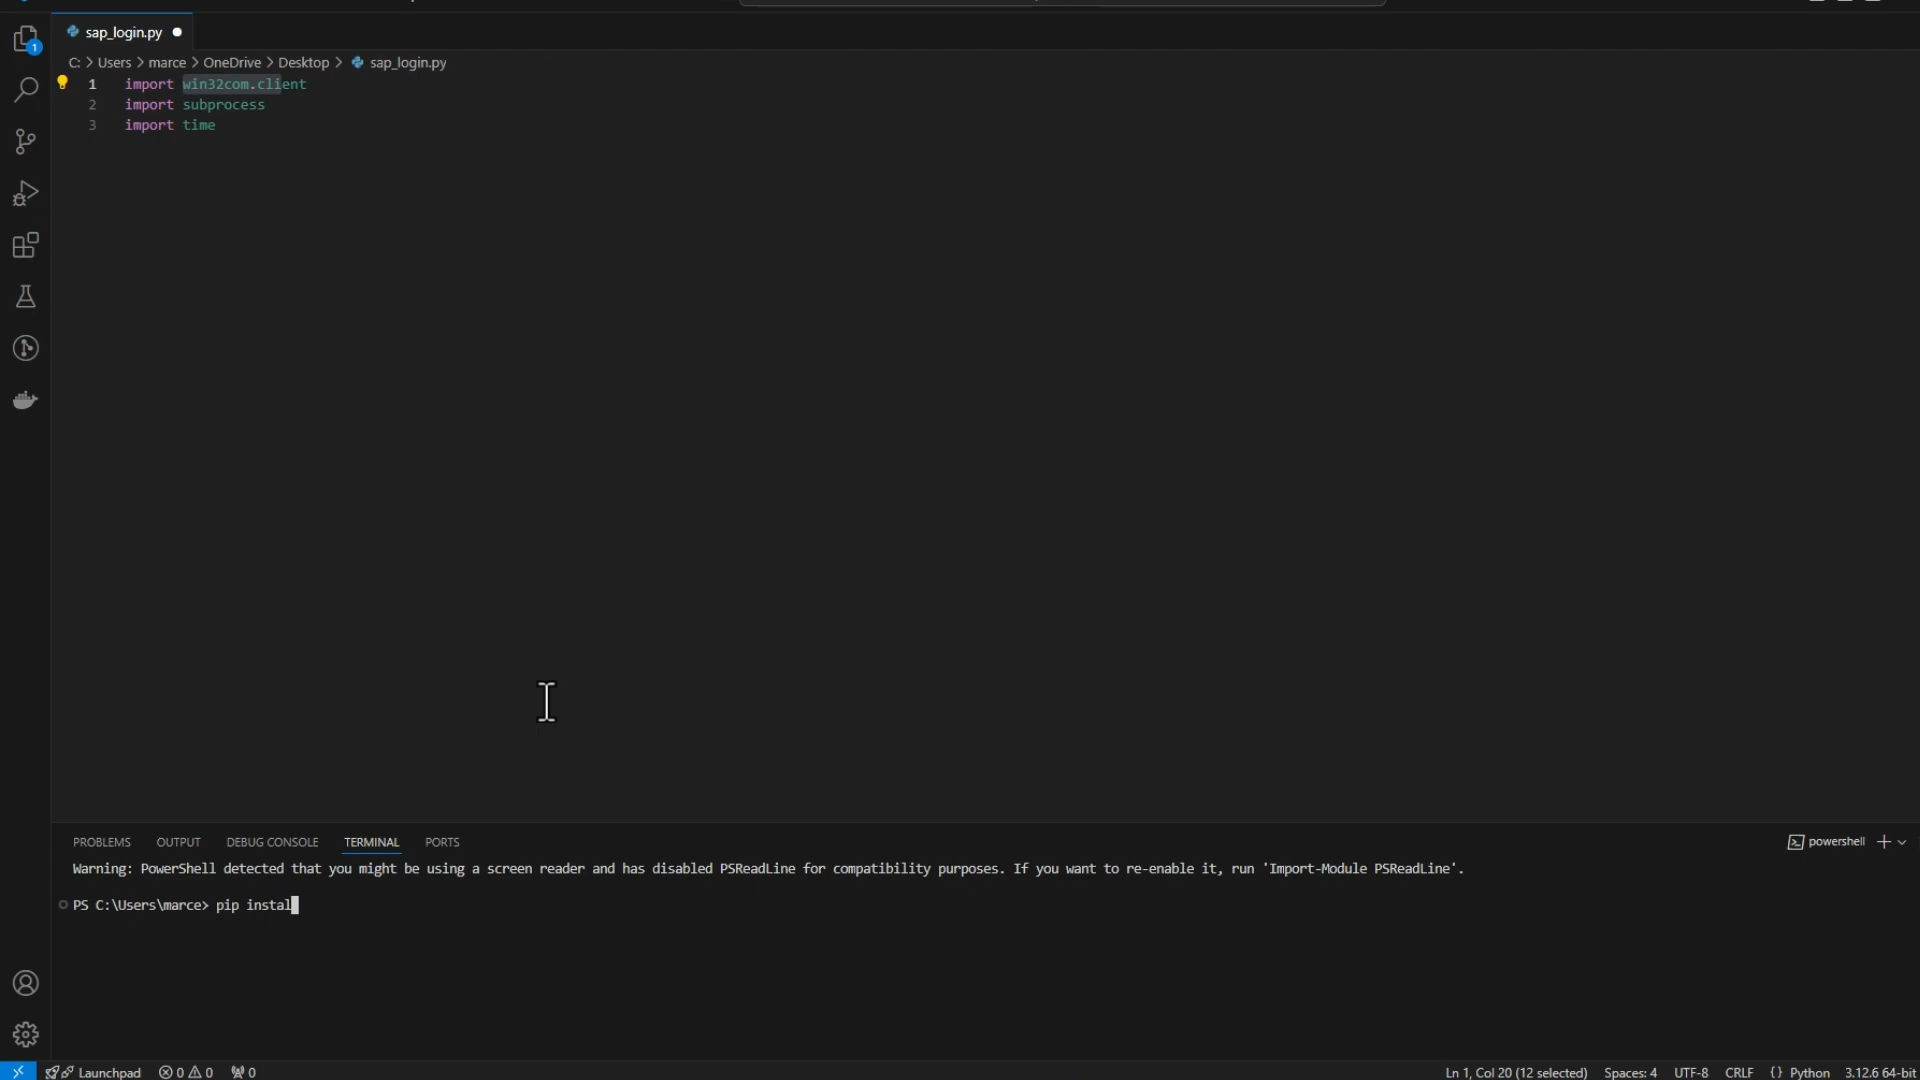 sap_login.py
1
C: > Users > marce > OneDrive > Desktop > sap_login.py
1 import win32com.client
2 import subprocess
3 import time
PROBLEMS OUTPUT DEBUG CONSOLE TERMINAL PORTS powershell
Warning: PowerShell detected that you might be using a screen reader and has disabled PSReadLine for compatibility purposes. If you want to re-enable it, run 'Import-Module PSReadLine'.
PS C:\Users\marce> pip instal
Launchpad 0 0 0 Ln 1, Col 20 (12 selected) Spaces: 4 UTF-8 CRLF {} Python 3.12.6 64-bit